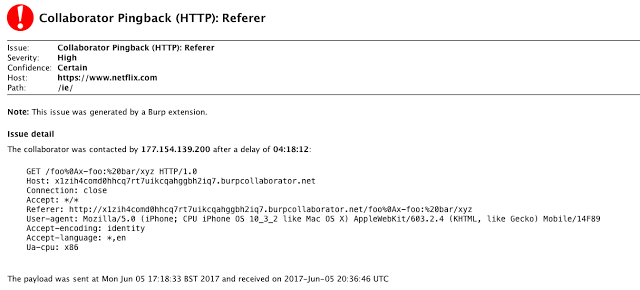 Collaborator Pingback (HTTP): Referer
Issue: Collaborator Pingback (HTTP): Referer
Severity: High
Confidence: Certain
Host: https://www.netflix.com
Path: /ie/
Note: This issue was generated by a Burp extension.
Issue detail
The collaborator was contacted by 177.154.139.200 after a delay of 04:18:12:
GET /foo%0Ax-foo:%20bar/xyz HTTP/1.0
Host: x1zih4comd0hhcq7rt7uikcqahggbh2iq7.burpcollaborator.net
Connection: close
Accept: */*
Referer: http://x1zih4comd0hhcq7rt7uikcqahggbh2iq7.burpcollaborator.net/foo%0Ax-foo:%20bar/xyz
User-agent: Mozilla/5.0 (iPhone; CPU iPhone OS 10_3_2 like Mac OS X) AppleWebKit/603.2.4 (KHTML, like Gecko) Mobile/14F89
Accept-encoding: identity
Accept-language: *,en
Ua-cpu: x86
The payload was sent at Mon Jun 05 17:18:33 BST 2017 and received on 2017-Jun-05 20:36:46 UTC